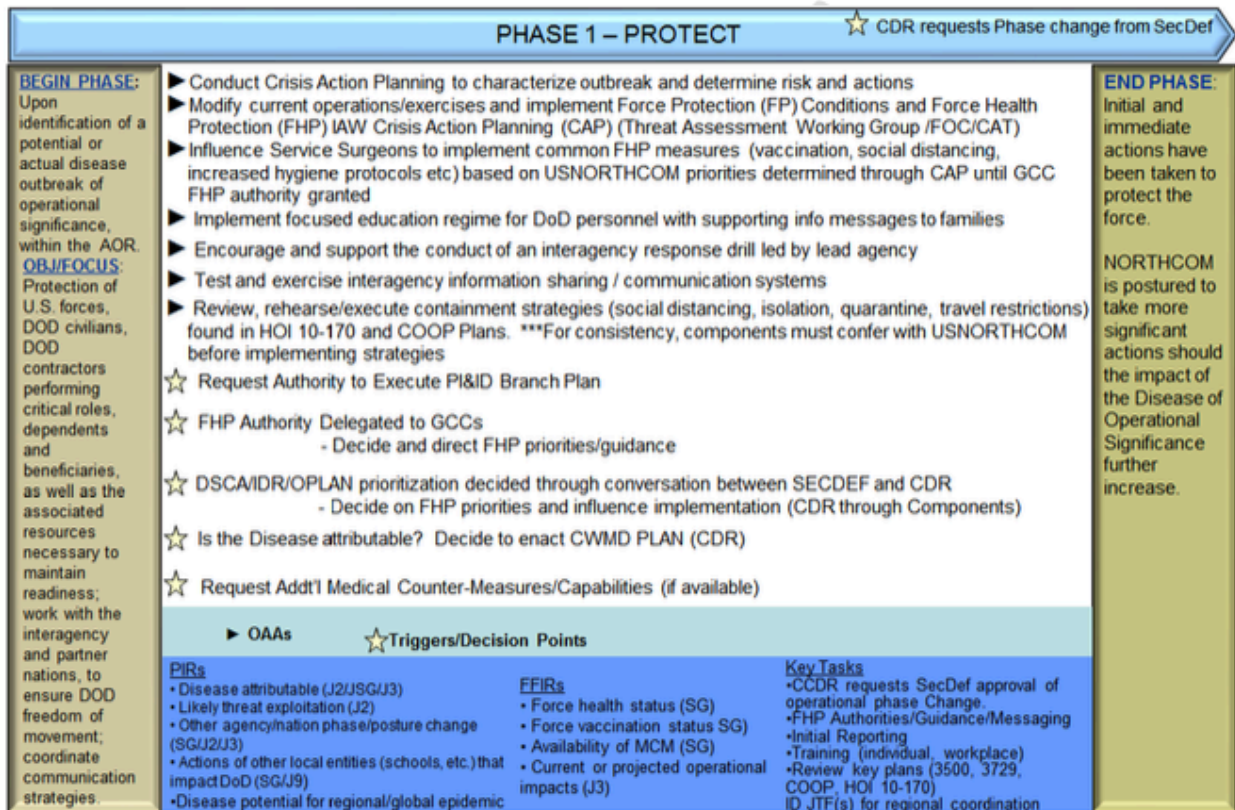 PHASE 1 – PROTECT
CDR requests Phase change from SecDef
BEGIN PHASE:
Upon
identification of a
potential or
actual disease
outbreak of
operational
significance,
within the AOR.
OBJ/FOCUS:
Protection of
U.S. forces,
DOD civilians,
DOD
contractors
performing
critical roles,
dependents
and
beneficiaries,
as well as the
associated
resources
necessary to
maintain
readiness;
work with the
interagency
and partner
nations, to
ensure DOD
freedom of
movement;
coordinate
communication
strategies.
► Conduct Crisis Action Planning to characterize outbreak and determine risk and actions
► Modify current operations/exercises and implement Force Protection (FP) Conditions and Force Health
Protection (FHP) IAW Crisis Action Planning (CAP) (Threat Assessment Working Group /FOC/CAT)
► Influence Service Surgeons to implement common FHP measures (vaccination, social distancing,
increased hygiene protocols etc) based on USNORTHCOM priorities determined through CAP until GCC
FHP authority granted
► Implement focused education regime for DoD personnel with supporting info messages to families
► Encourage and support the conduct of an interagency response drill led by lead agency
► Test and exercise interagency information sharing / communication systems
► Review, rehearse/execute containment strategies (social distancing, isolation, quarantine, travel restrictions)
found in HOI 10-170 and COOP Plans. ***For consistency, components must confer with USNORTHCOM
before implementing strategies
Request Authority to Execute PI&ID Branch Plan
FHP Authority Delegated to GCCs
- Decide and direct FHP priorities/guidance
DSCA/IDR/OPLAN prioritization decided through conversation between SECDEF and CDR
- Decide on FHP priorities and influence implementation (CDR through Components)
Is the Disease attributable? Decide to enact CWMD PLAN (CDR)
Request Addt'l Medical Counter-Measures/Capabilities (if available)
► OAAs
Triggers/Decision Points
PIRs
• Disease attributable (J2/JSG/J3)
• Likely threat exploitation (J2)
• Other agency/nation phase/posture change
(SG/J2/J3)
• Actions of other local entities (schools, etc.) that
impact DoD (SG/J9)
•Disease potential for regional/global epidemic
FFIRs
• Force health status (SG)
• Force vaccination status SG)
• Availability of MCM (SG)
• Current or projected operational
impacts (J3)
Key Tasks
•CCDR requests SecDef approval of
operational phase Change.
•FHP Authorities/Guidance/Messaging
•Initial Reporting
•Training (individual, workplace)
•Review key plans (3500, 3729,
COOP, HOI 10-170)
ID JTF(s) for regional coordination
END PHASE:
Initial and
immediate
actions have
been taken to
protect the
force.
NORTHCOM
is postured to
take more
significant
actions should
the impact of
the Disease of
Operational
Significance
further
increase.